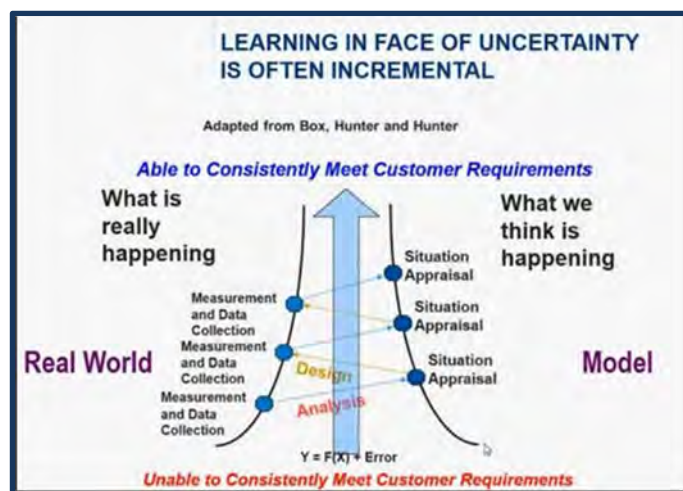 LEARNING IN FACE OF UNCERTAINTY
IS OFTEN INCREMENTAL
Adapted from Box, Hunter and Hunter
Able to Consistently Meet Customer Requirements
What is
really
happening
What we
think is
happening
Situation
Appraisal
Measurement
and Data
Collection
Situation
Appraisal
Real World
Measurement
and Data
Collection
Design
Situation
Appraisal
Model
Measurement
and Data
Collection
Analysis
Y = F(X) + Error
Unable to Consistently Meet Customer Requirements